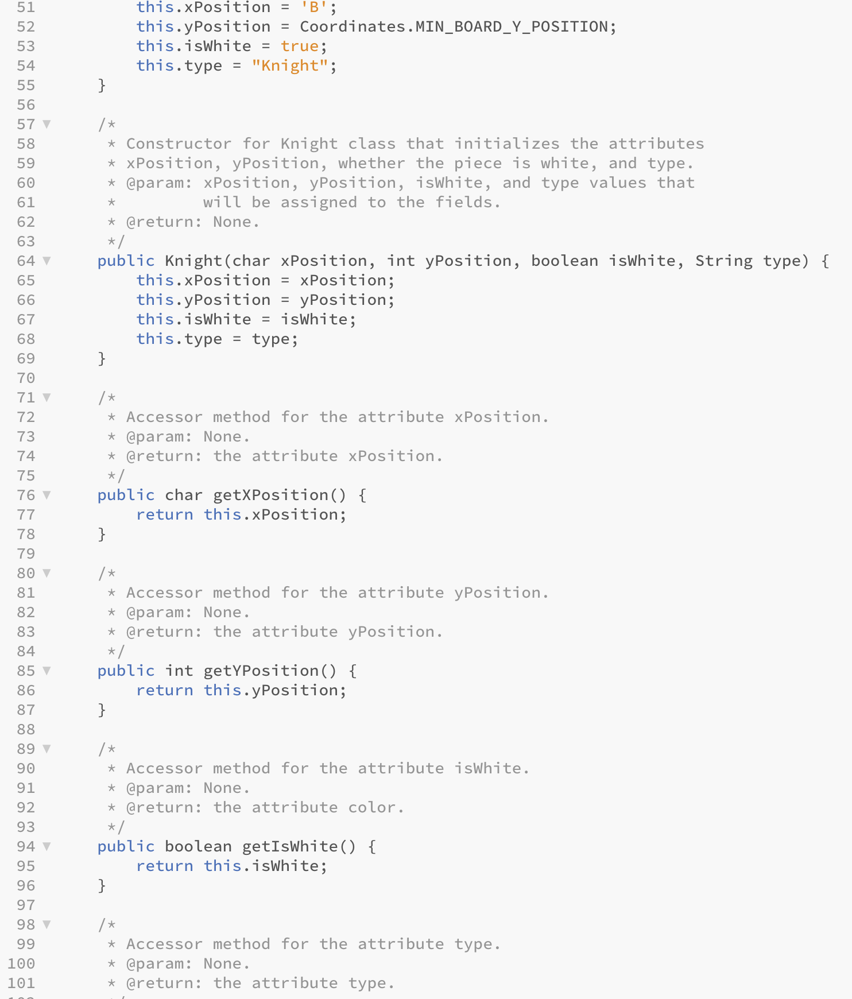 51 this.xPosition = 'B';
52 this.yPosition = Coordinates.MIN_BOARD_Y_POSITION;
53 this.isWhite = true;
54 this.type = "Knight";
55 }
56
57 /*
58 * Constructor for Knight class that initializes the attributes
59 * xPosition, yPosition, whether the piece is white, and type.
60 * @param: xPosition, yPosition, isWhite, and type values that
61 * will be assigned to the fields.
62 * @return: None.
63 */
64 public Knight(char xPosition, int yPosition, boolean isWhite, String type) {
65 this.xPosition = xPosition;
66 this.yPosition = yPosition;
67 this.isWhite = isWhite;
68 this.type = type;
69 }
70
71 /*
72 * Accessor method for the attribute xPosition.
73 * @param: None.
74 * @return: the attribute xPosition.
75 */
76 public char getXPosition() {
77 return this.xPosition;
78 }
79
80 /*
81 * Accessor method for the attribute yPosition.
82 * @param: None.
83 * @return: the attribute yPosition.
84 */
85 public int getYPosition() {
86 return this.yPosition;
87 }
88
89 /*
90 * Accessor method for the attribute isWhite.
91 * @param: None.
92 * @return: the attribute color.
93 */
94 public boolean getIsWhite() {
95 return this.isWhite;
96 }
97
98 /*
99 * Accessor method for the attribute type.
100 * @param: None.
101 * @return: the attribute type.